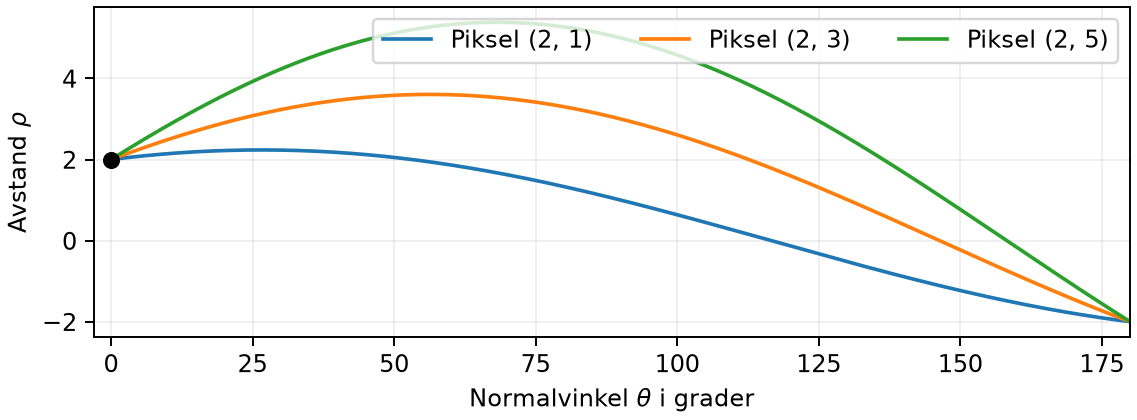 Piksel (2, 1) Piksel (2, 3) Piksel (2, 5)
Avstand ρ
4
2
0
−2
0 25 50 75 100 125 150 175
Normalvinkel θ i grader